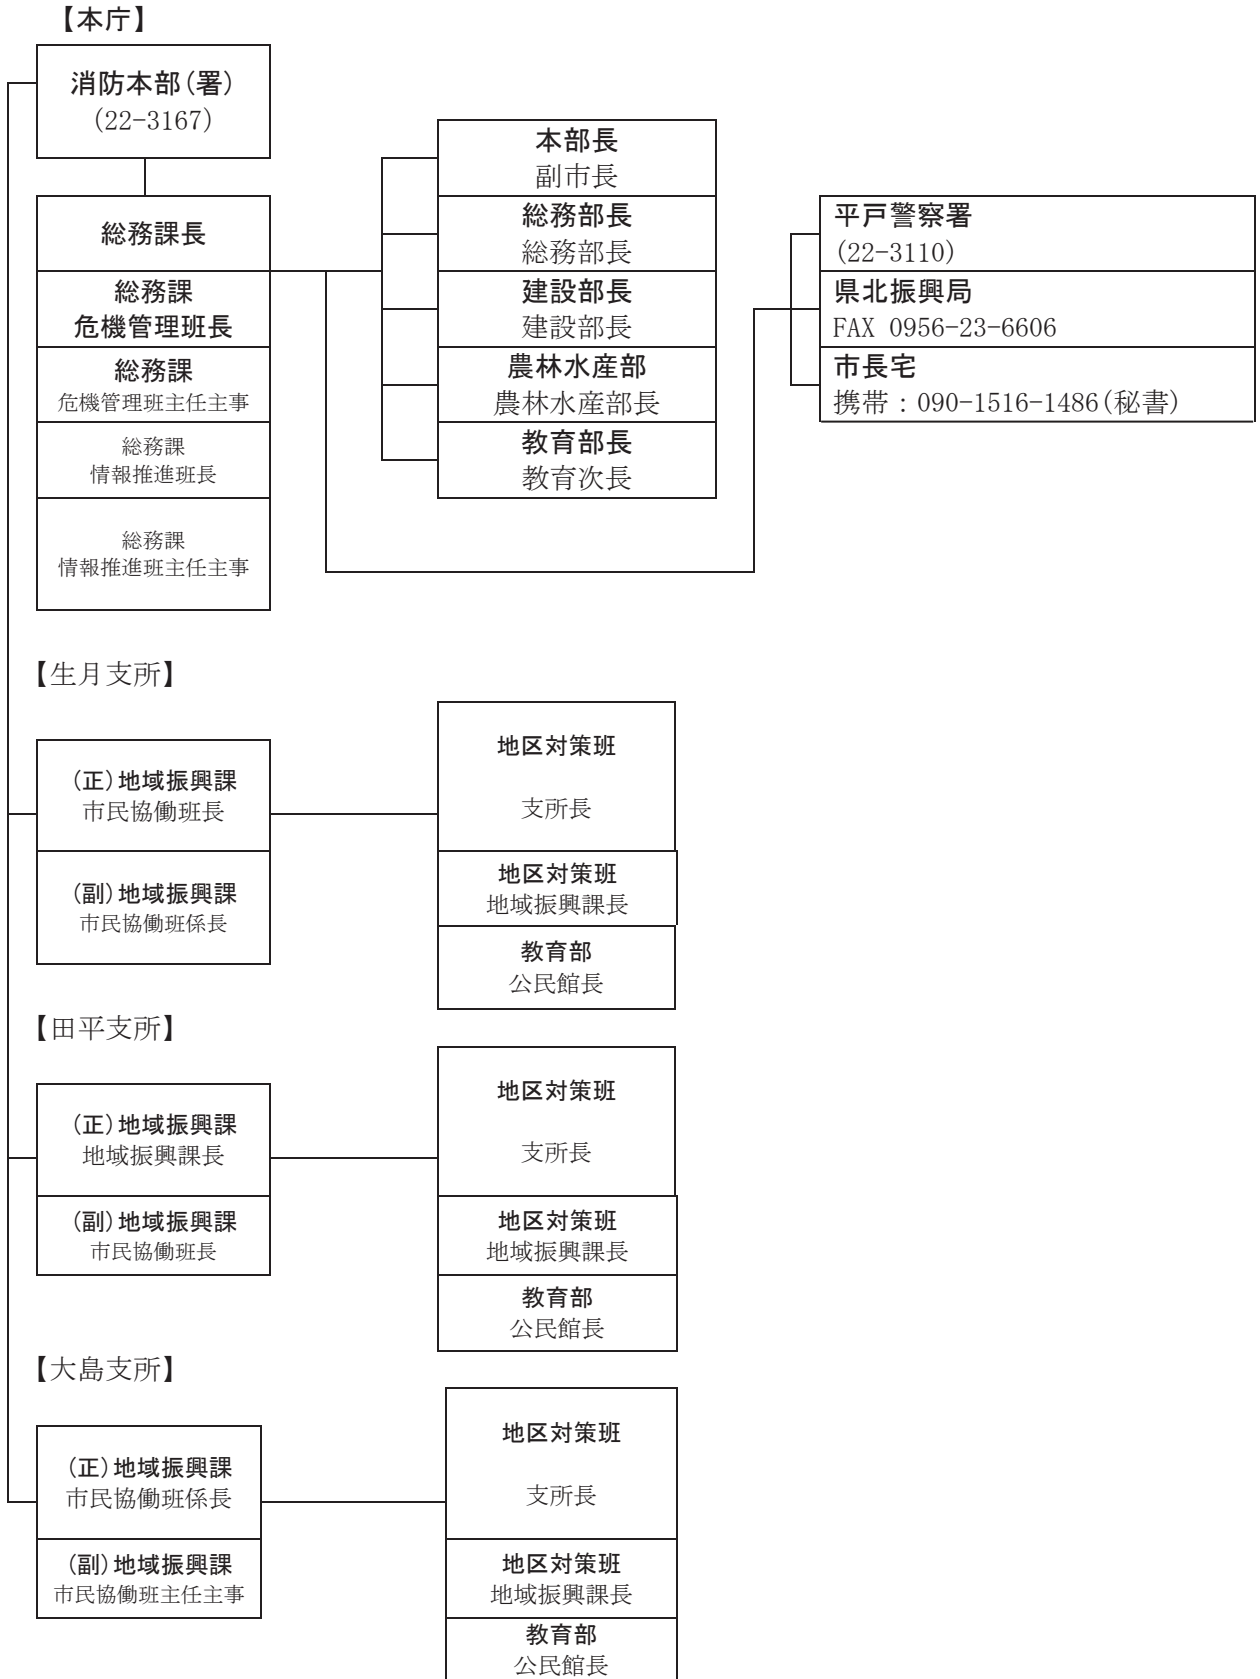 【本庁】
消防本部(署)
(22-3167)
総務課長
総務課
危機管理班長
総務課
危機管理班主任主事
総務課
情報推進班長
総務課
情報推進班主任主事
本部長
副市長
総務部長
総務部長
建設部長
建設部長
農林水産部
農林水産部長
教育部長
教育次長
平戸警察署
(22-3110)
県北振興局
FAX 0956-23-6606
市長宅
携帯：090-1516-1486(秘書)
【生月支所】
(正)地域振興課
市民協働班長
(副)地域振興課
市民協働班係長
地区対策班
支所長
地区対策班
地域振興課長
教育部
公民館長
【田平支所】
(正)地域振興課
地域振興課長
(副)地域振興課
市民協働班長
地区対策班
支所長
地区対策班
地域振興課長
教育部
公民館長
【大島支所】
(正)地域振興課
市民協働班係長
(副)地域振興課
市民協働班主任主事
地区対策班
支所長
地区対策班
地域振興課長
教育部
公民館長